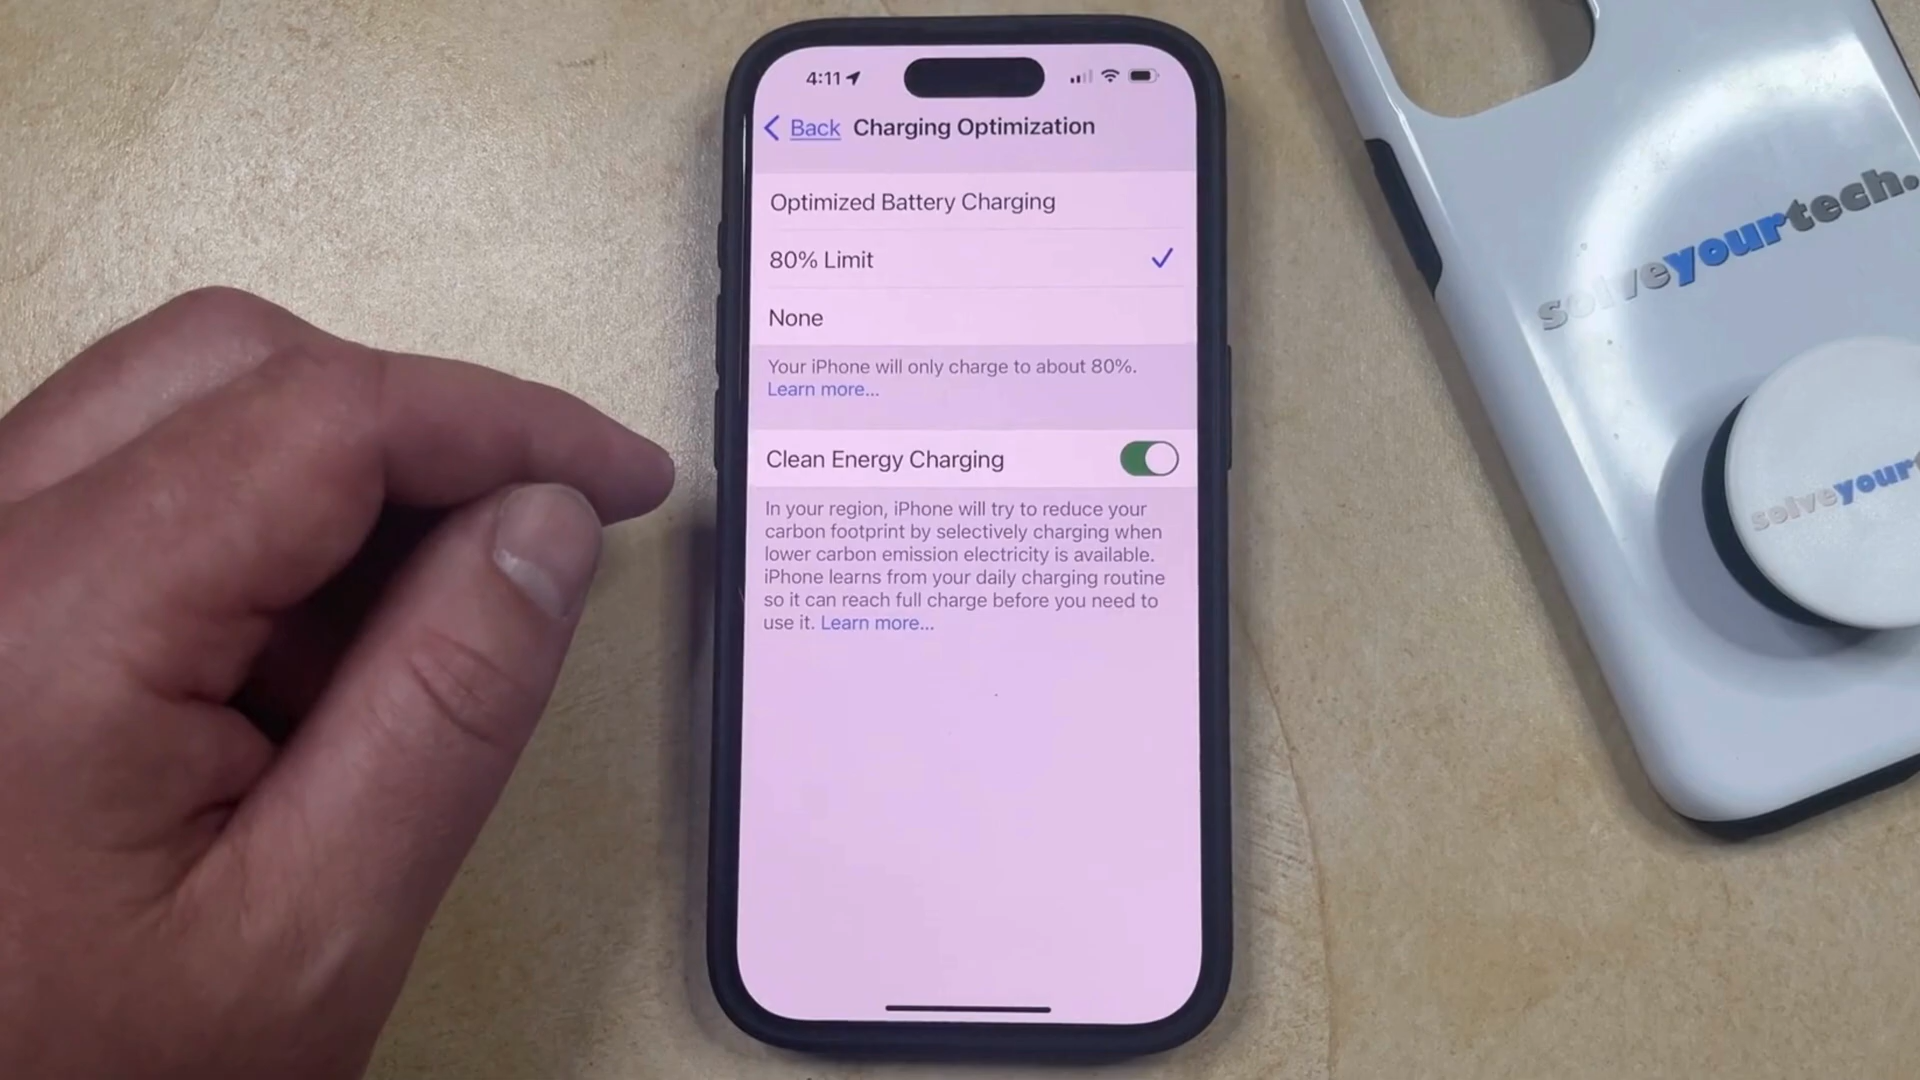 4:11
Back Charging Optimization
Optimized Battery Charging
80% Limit
None
Your iPhone will only charge to about 80%.
Learn more...
Clean Energy Charging
In your region, iPhone will try to reduce your
carbon footprint by selectively charging when
lower carbon emission electricity is available.
iPhone learns from your daily charging routine
so it can reach full charge before you need to
use it. Learn more...
solveyourtech.
solveyour